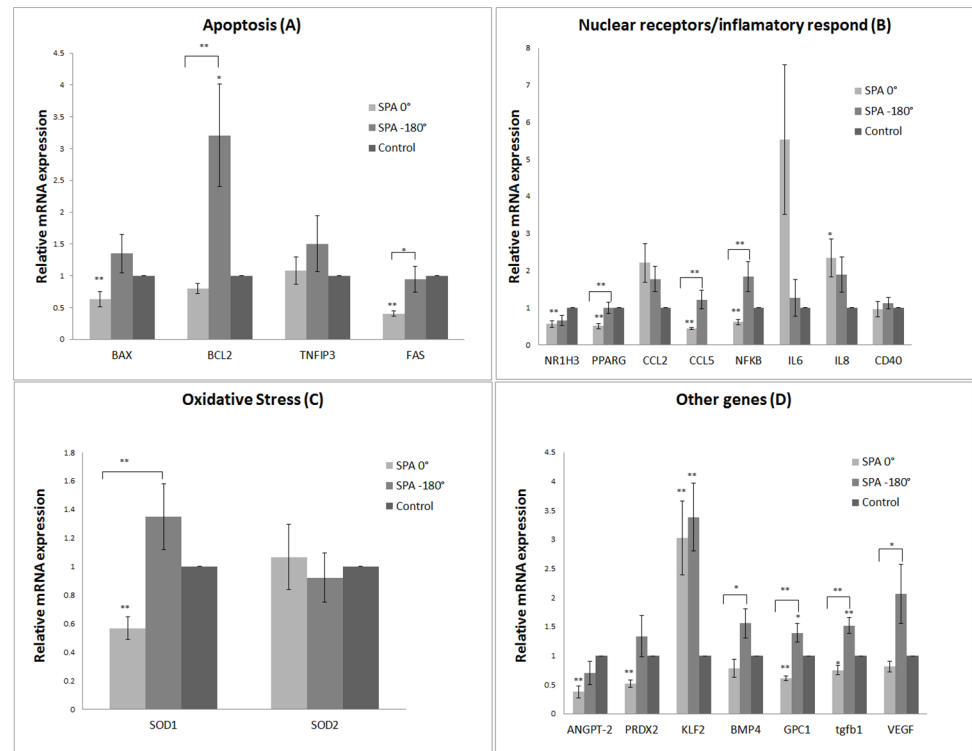 Apoptosis (A)
Relative mRNA expression
4.5
4
3.5
3
2.5
2
1.5
1
0.5
0
**
*
**
*
**
SPA 0°
SPA -180°
Control
BAX
BCL2
TNFIP3
FAS
Nuclear receptors/inflamatory respond (B)
Relative mRNA expression
8
7
6
5
4
3
2
1
0
**
**
**
**
**
**
**
*
SPA 0°
SPA -180°
Control
NR1H3
PPARG
CCL2
CCL5
NFKB
IL6
IL8
CD40
Oxidative Stress (C)
Relative mRNA expression
1.8
1.6
1.4
1.2
1
0.8
0.6
0.4
0.2
0
**
**
SPA 0°
SPA -180°
Control
SOD1
SOD2
Other genes (D)
Relative mRNA expression
4.5
4
3.5
3
2.5
2
1.5
1
0.5
0
**
**
**
**
*
**
**
*
**
*
**
*
SPA 0°
SPA -180°
Control
ANGPT-2
PRDX2
KLF2
BMP4
GPC1
tgfb1
VEGF